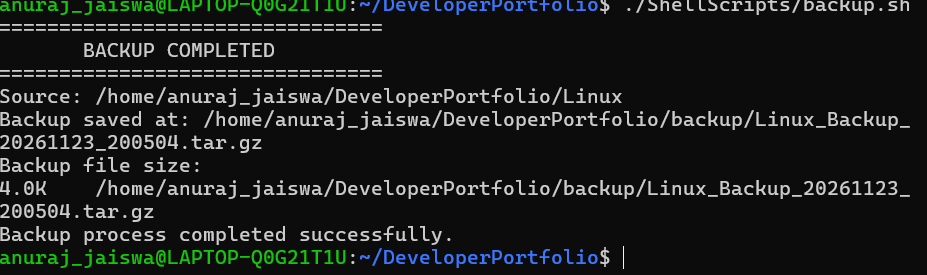 anuraj_jaiswa@LAPTOP-Q0G21T1U:~/DeveloperPortfolio$ ./ShellScripts/backup.sh
================================
       BACKUP COMPLETED
================================
Source: /home/anuraj_jaiswa/DeveloperPortfolio/Linux
Backup saved at: /home/anuraj_jaiswa/DeveloperPortfolio/backup/Linux_Backup_
20261123_200504.tar.gz
Backup file size:
4.0K    /home/anuraj_jaiswa/DeveloperPortfolio/backup/Linux_Backup_20261123_
200504.tar.gz
Backup process completed successfully.
anuraj_jaiswa@LAPTOP-Q0G21T1U:~/DeveloperPortfolio$